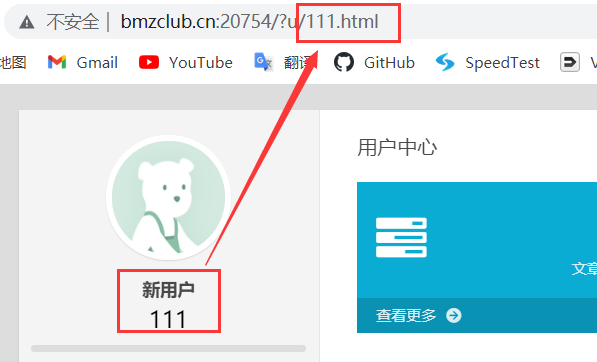 不安全 | bmzclub.cn:20754/?u/111.html
地图 Gmail YouTube 翻译 GitHub SpeedTest V
用户中心
文章
新用户
111
查看更多